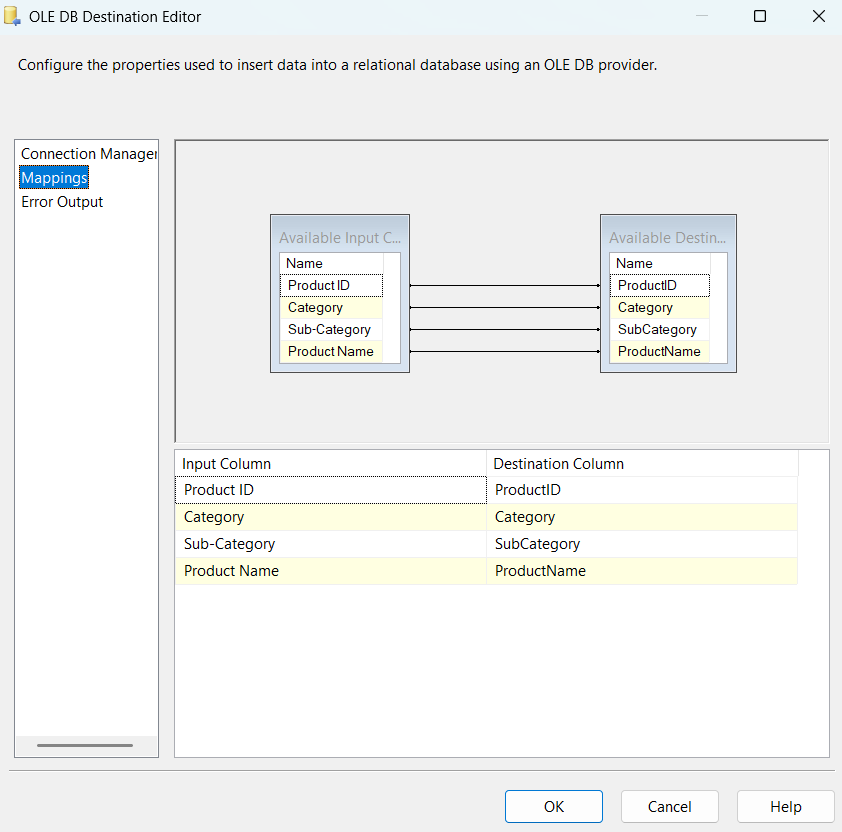 OLE DB Destination Editor
Configure the properties used to insert data into a relational database using an OLE DB provider.
Connection Manager
Mappings
Error Output
Available Input C...
Name
Product ID
Category
Sub-Category
Product Name
Available Destin...
Name
ProductID
Category
SubCategory
ProductName
Input Column Destination Column
Product ID ProductID
Category Category
Sub-Category SubCategory
Product Name ProductName
OK Cancel Help